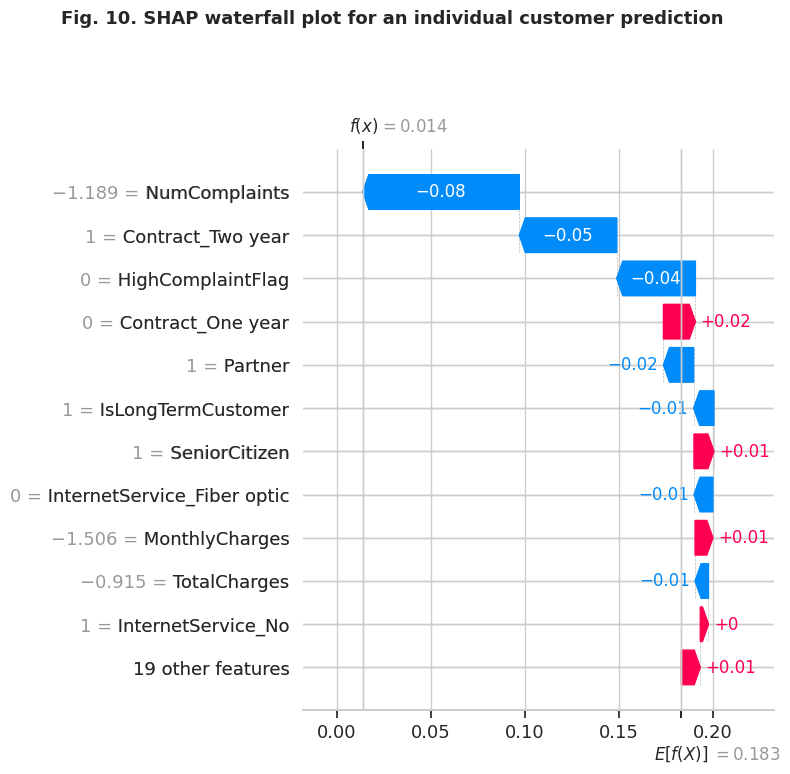 Fig. 10. SHAP waterfall plot for an individual customer prediction
f(x) = 0.014
−1.189 = NumComplaints −0.08
1 = Contract_Two year −0.05
0 = HighComplaintFlag −0.04
0 = Contract_One year +0.02
1 = Partner −0.02
1 = IsLongTermCustomer −0.01
1 = SeniorCitizen +0.01
0 = InternetService_Fiber optic −0.01
−1.506 = MonthlyCharges +0.01
−0.915 = TotalCharges −0.01
1 = InternetService_No +0
19 other features +0.01
0.00 0.05 0.10 0.15 0.20
E[f(X)] = 0.183